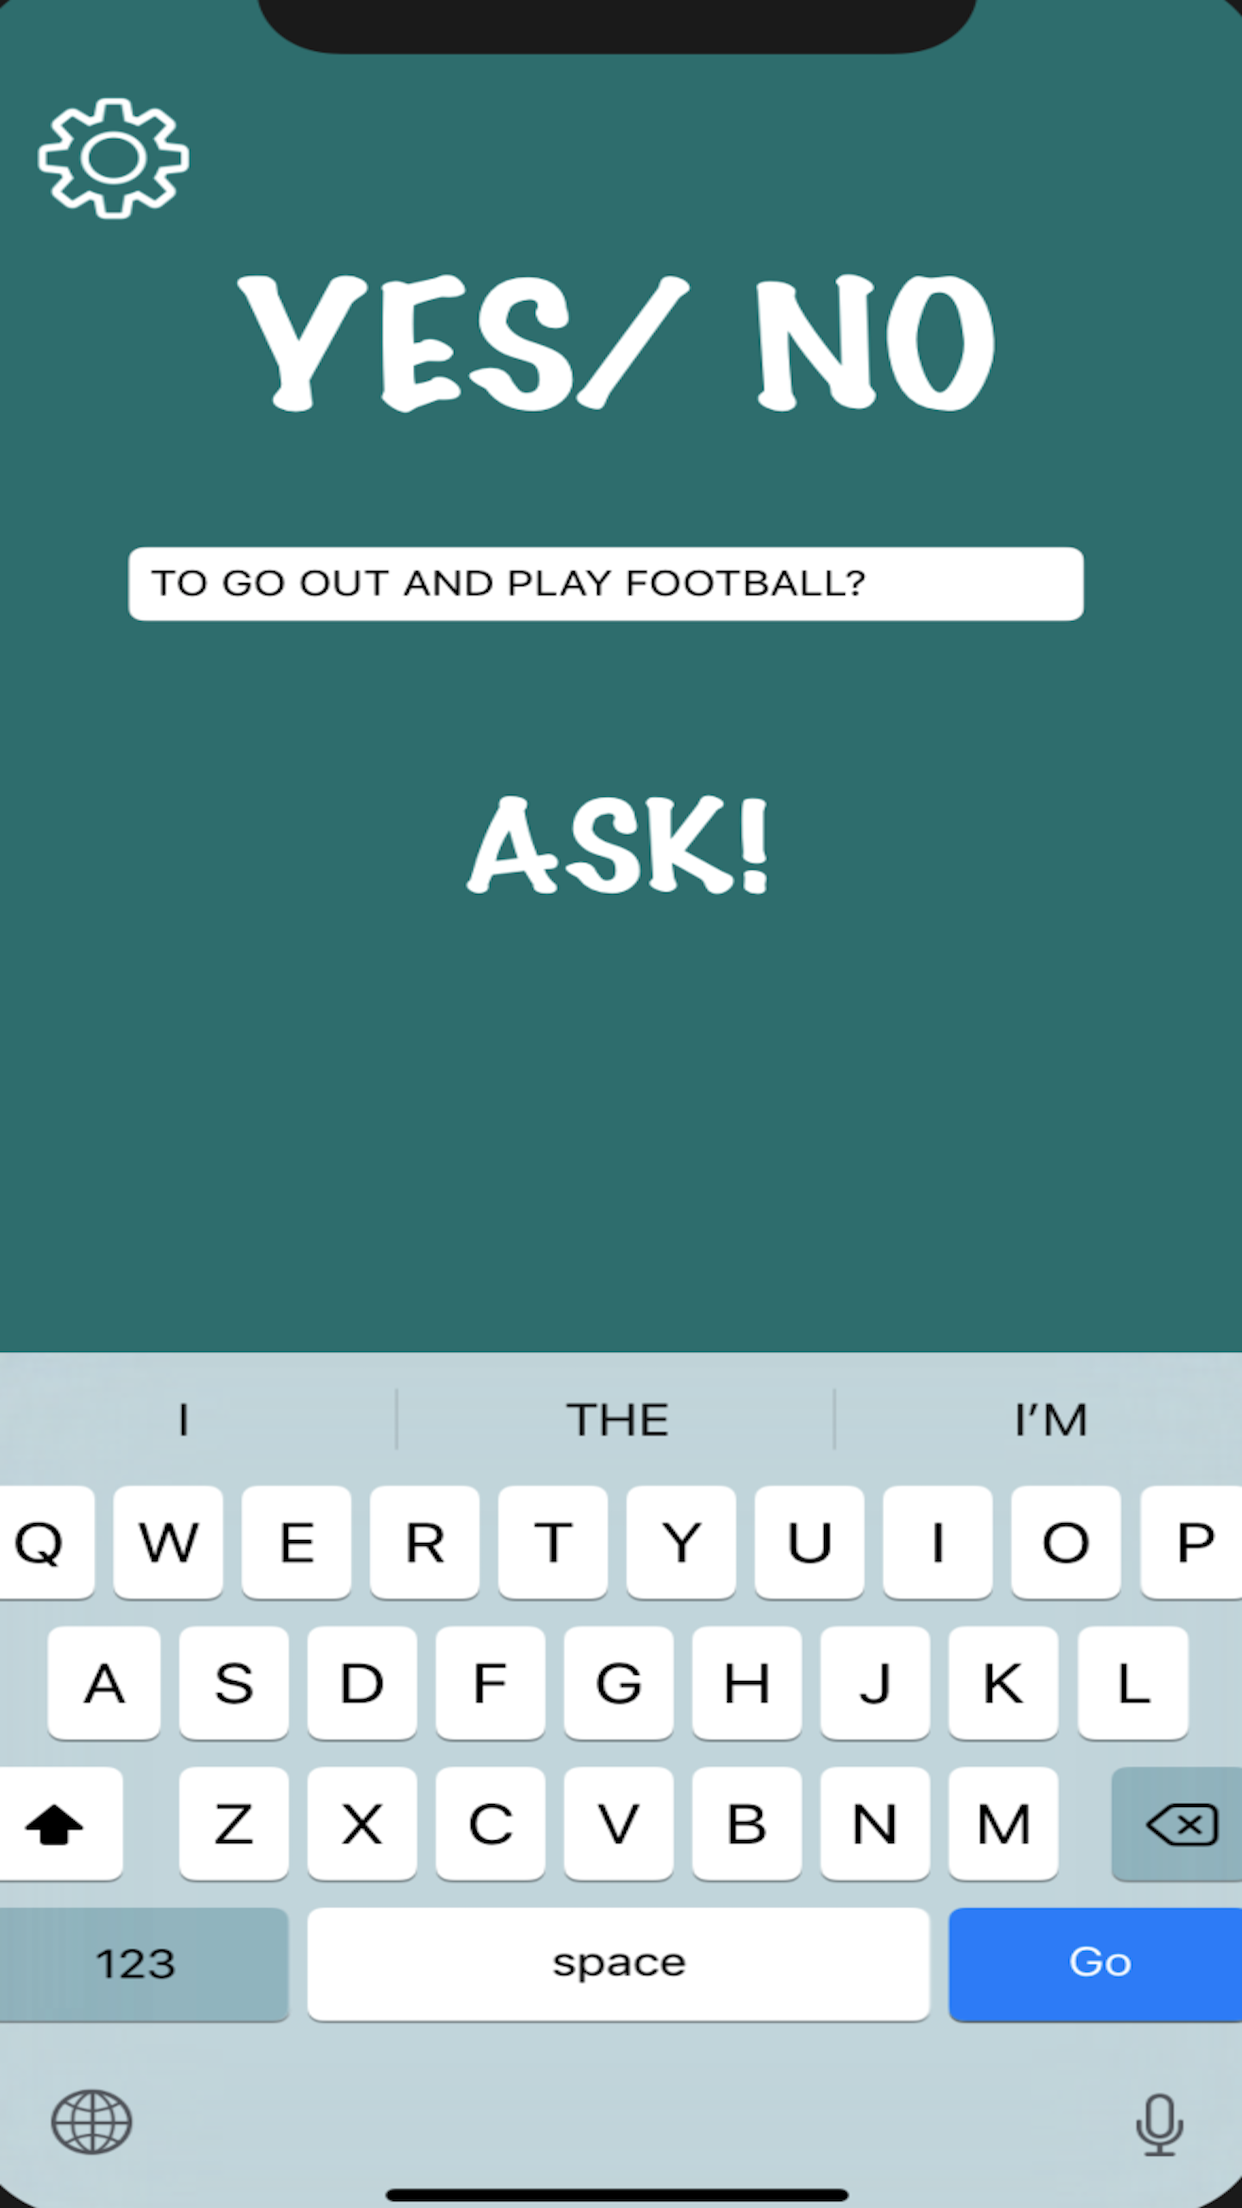 YES/ NO
TO GO OUT AND PLAY FOOTBALL?
ASK!
I THE I'M
Q W E R T Y U I O P
A S D F G H J K L
Z X C V B N M
123 space Go